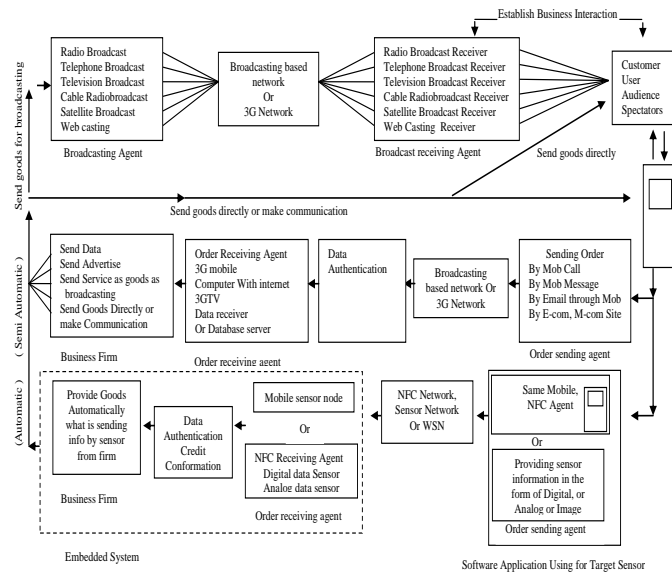 Establish Business Interaction
Radio Broadcast
Telephone Broadcast
Television Broadcast
Cable Radiobroadcast
Satellite Broadcast
Web casting
Broadcasting Agent
Broadcasting based
network
Or
3G Network
Radio Broadcast Receiver
Telephone Broadcast Receiver
Television Broadcast Receiver
Cable Radiobroadcast Receiver
Satellite Broadcast Receiver
Web Casting Receiver
Broadcast receiving Agent
Customer
User
Audience
Spectators
Send goods for broadcasting
Send goods directly
Send goods directly or make communication
( Semi Automatic )
Send Data
Send Advertise
Send Service as goods as
broadcasting
Send Goods Directly or
make Communication
Business Firm
Order Receiving Agent
3G mobile
Computer With internet
3GTV
Data receiver
Or Database server
Order receiving agent
Data
Authentication
Broadcasting
based network Or
3G Network
Sending Order
By Mob Call
By Mob Message
By Email through Mob
By E-com, M-com Site
Order sending agent
(Automatic )
Provide Goods
Automatically
what is sending
info by sensor
from firm
Business Firm
Data
Authentication
Credit
Conformation
Mobile sensor node
Or
NFC Receiving Agent
Digital data Sensor
Analog data sensor
Order receiving agent
Embedded System
NFC Network,
Sensor Network
Or WSN
Same Mobile,
NFC Agent
Or
Providing sensor
information in the
form of Digital, or
Analog or Image
Order sending agent
Software Application Using for Target Sensor